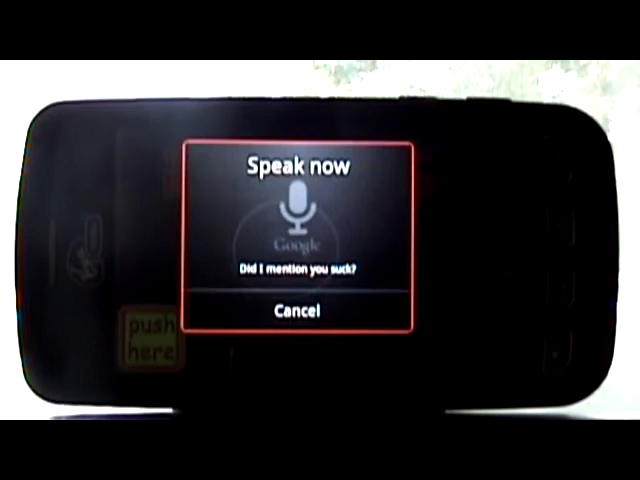 Speak now
Google
Did I mention you suck?
Cancel
push
here